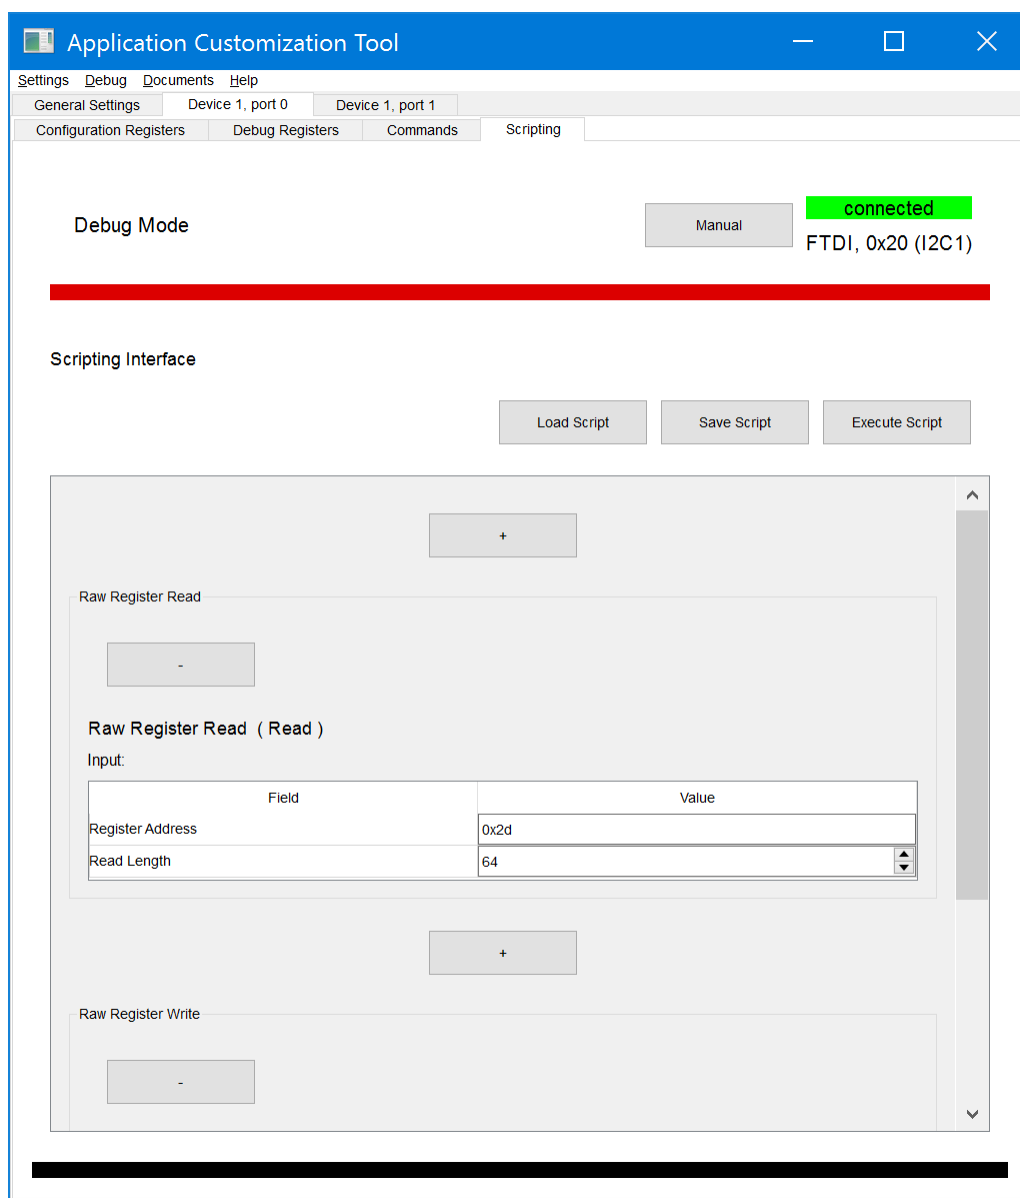 Application Customization Tool
Settings Debug Documents Help
General Settings Device 1, port 0 Device 1, port 1
Configuration Registers Debug Registers Commands Scripting
connected
Debug Mode Manual
FTDI, 0x20 (I2C1)
Scripting Interface
Load Script Save Script Execute Script
+
Raw Register Read
-
Raw Register Read ( Read )
Input:
Field Value
Register Address 0x2d
Read Length 64
+
Raw Register Write
-